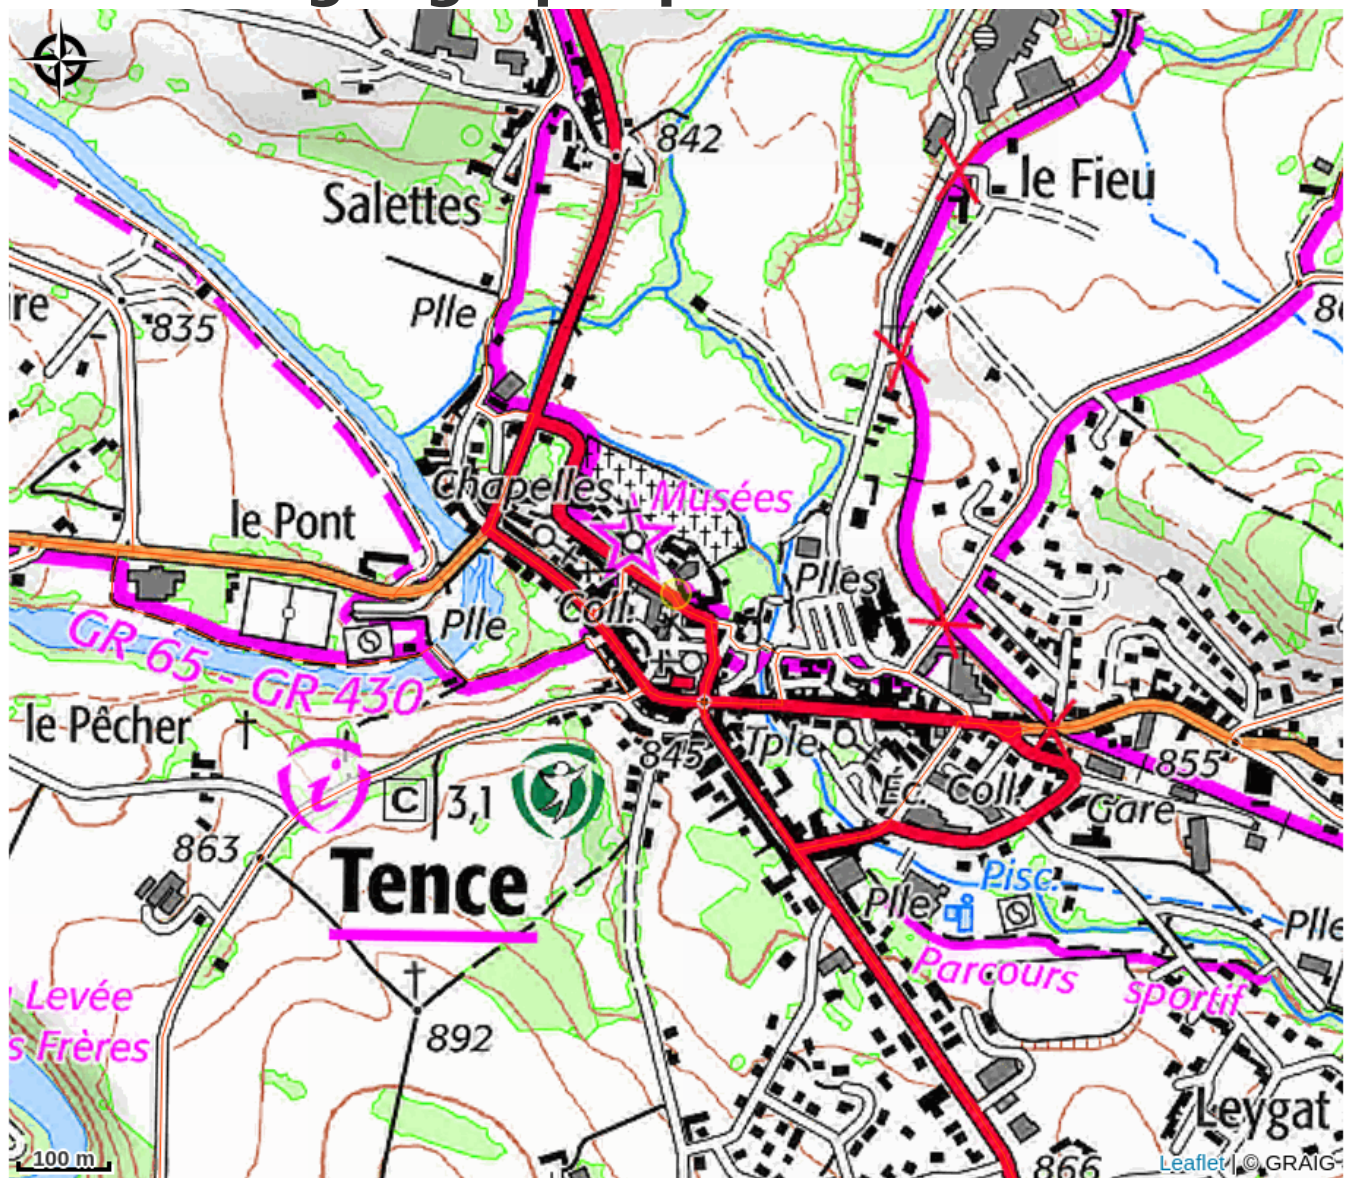 842
le Fieu
Salettes
Plle
re
835
86
Chapelles
Musées
le Pont
Plles
Coll.
Plle
GR 65 - GR 430
le Pêcher
845
Tple
855
i
C
3,1
Éc.
Coll.
Gare
863
Tence
Pisc.
Plle
Plle
Parcours sportif
Levée
s Frères
892
Leygat
100 m
866
Leaflet | © GRAIG